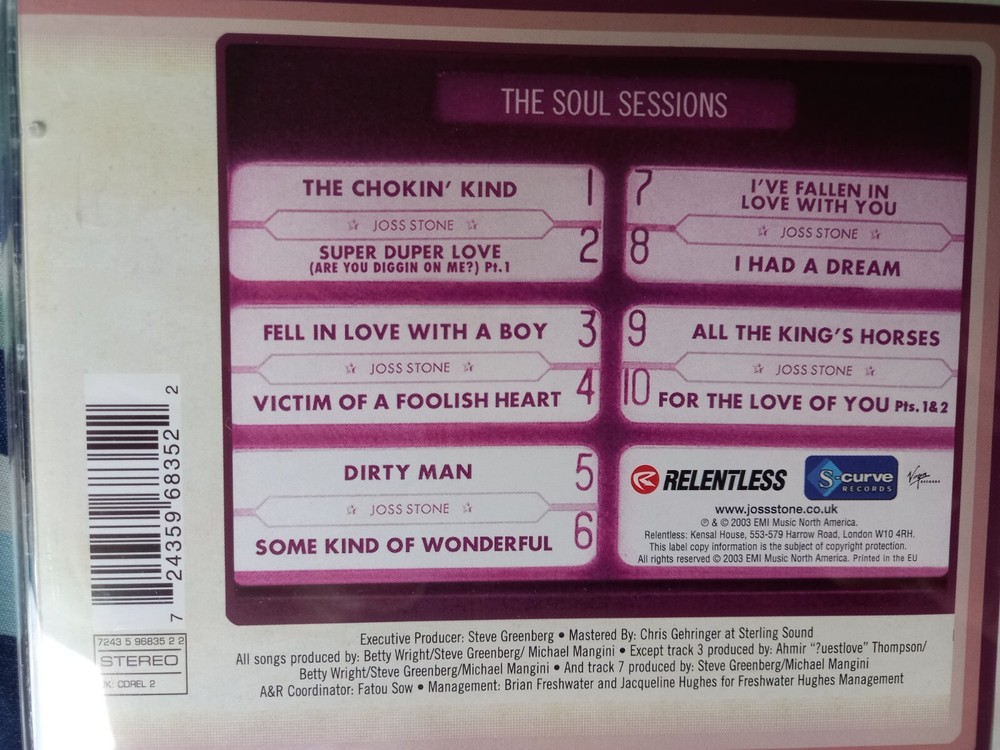 THE SOUL SESSIONS
THE CHOKIN' KIND 1
☆ JOSS STONE ☆
SUPER DUPER LOVE 2
(ARE YOU DIGGIN ON ME?) Pt.1
FELL IN LOVE WITH A BOY 3
☆ JOSS STONE ☆
VICTIM OF A FOOLISH HEART 4
DIRTY MAN 5
☆ JOSS STONE ☆
SOME KIND OF WONDERFUL 6
7 I'VE FALLEN IN
LOVE WITH YOU
☆ JOSS STONE ☆
8 I HAD A DREAM
9 ALL THE KING'S HORSES
☆ JOSS STONE ☆
10 FOR THE LOVE OF YOU Pts.1&2
RELENTLESS S-curve RECORDS Virgin RECORDS
www.jossstone.co.uk
℗ & © 2003 EMI Music North America.
Relentless: Kensal House, 553-579 Harrow Road, London W10 4RH.
This label copy information is the subject of copyright protection.
All rights reserved © 2003 EMI Music North America. Printed in the EU
7 24359 68352 2
7243 5 96835 2 2
STEREO
UK: CDREL 2
Executive Producer: Steve Greenberg • Mastered By: Chris Gehringer at Sterling Sound
All songs produced by: Betty Wright/Steve Greenberg/ Michael Mangini • Except track 3 produced by: Ahmir "?uestlove" Thompson/
Betty Wright/Steve Greenberg/Michael Mangini • And track 7 produced by: Steve Greenberg/Michael Mangini
A&R Coordinator: Fatou Sow • Management: Brian Freshwater and Jacqueline Hughes for Freshwater Hughes Management